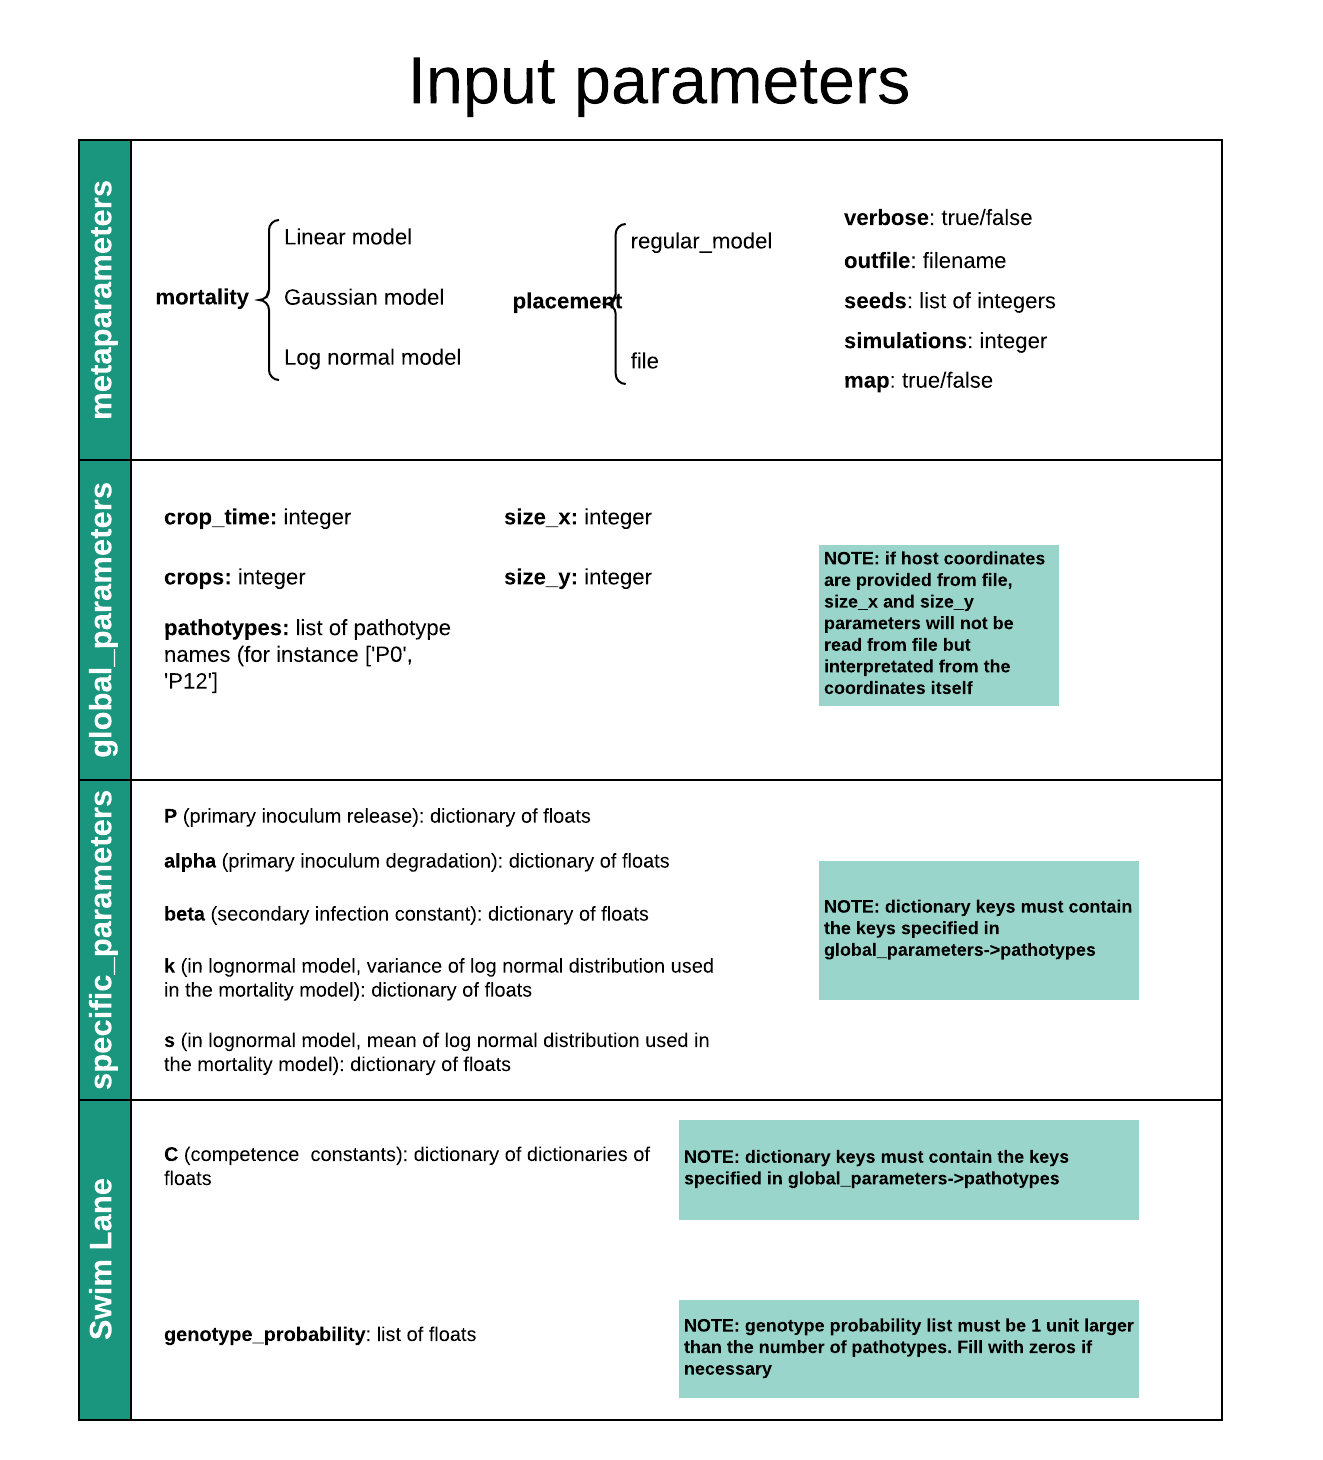 Input parameters
metaparameters
mortality
Linear model
Gaussian model
Log normal model
placement
regular_model
file
verbose: true/false
outfile: filename
seeds: list of integers
simulations: integer
map: true/false
global_parameters
crop_time: integer
crops: integer
pathotypes: list of pathotype
names (for instance ['P0',
'P12']
size_x: integer
size_y: integer
NOTE: if host coordinates
are provided from file,
size_x and size_y
parameters will not be
read from file but
interpretated from the
coordinates itself
specific_parameters
P (primary inoculum release): dictionary of floats
alpha (primary inoculum degradation): dictionary of floats
beta (secondary infection constant): dictionary of floats
k (in lognormal model, variance of log normal distribution used
in the mortality model): dictionary of floats
s (in lognormal model, mean of log normal distribution used in
the mortality model): dictionary of floats
NOTE: dictionary keys must contain
the keys specified in
global_parameters->pathotypes
Swim Lane
C (competence  constants): dictionary of dictionaries of
floats
NOTE: dictionary keys must contain the keys
specified in global_parameters->pathotypes
genotype_probability: list of floats
NOTE: genotype probability list must be 1 unit larger
than the number of pathotypes. Fill with zeros if
necessary